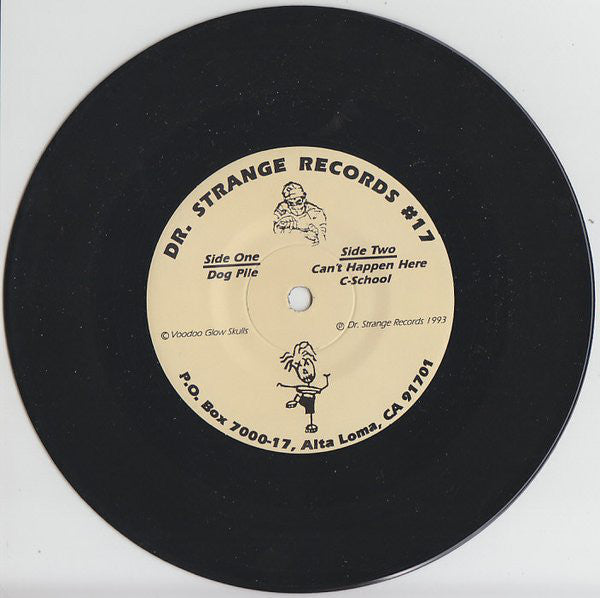 DR. STRANGE RECORDS #17
Side One
Dog Pile
Side Two
Can't Happen Here
C-School
© Voodoo Glow Skulls
℗ Dr. Strange Records 1993
P.O. Box 7000-17, Alta Loma, CA 91701